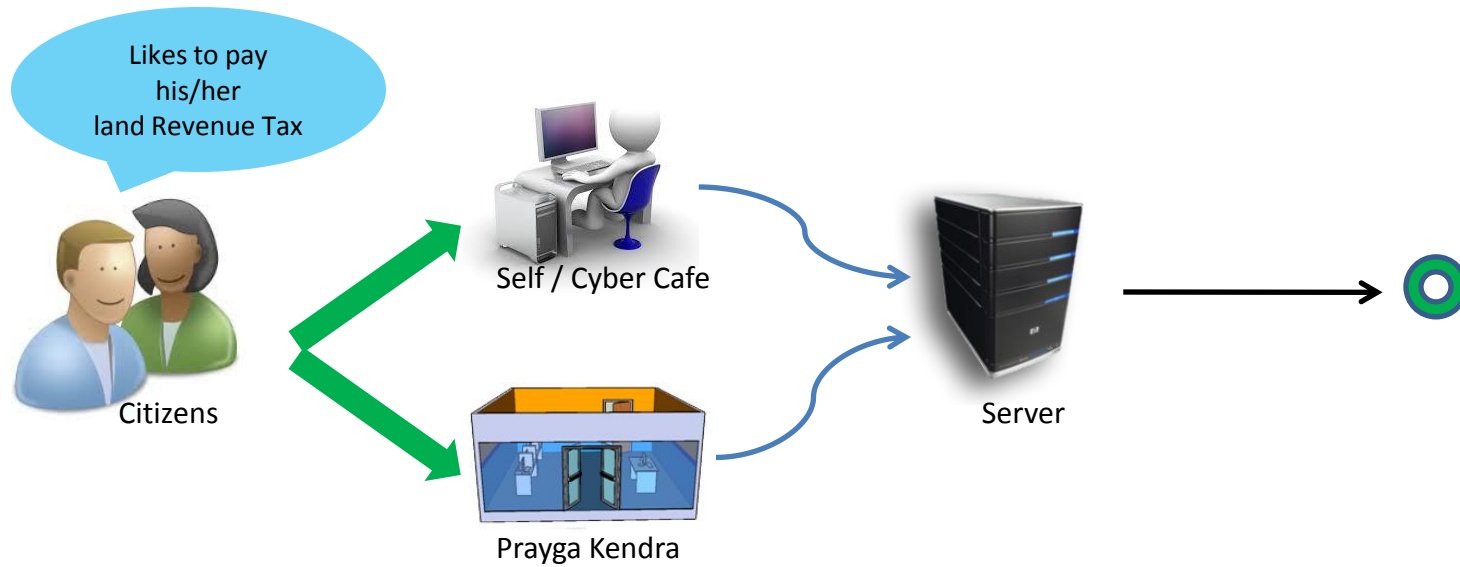 Likes to pay
his/her
land Revenue Tax
Self / Cyber Cafe
Citizens
Server
Prayga Kendra